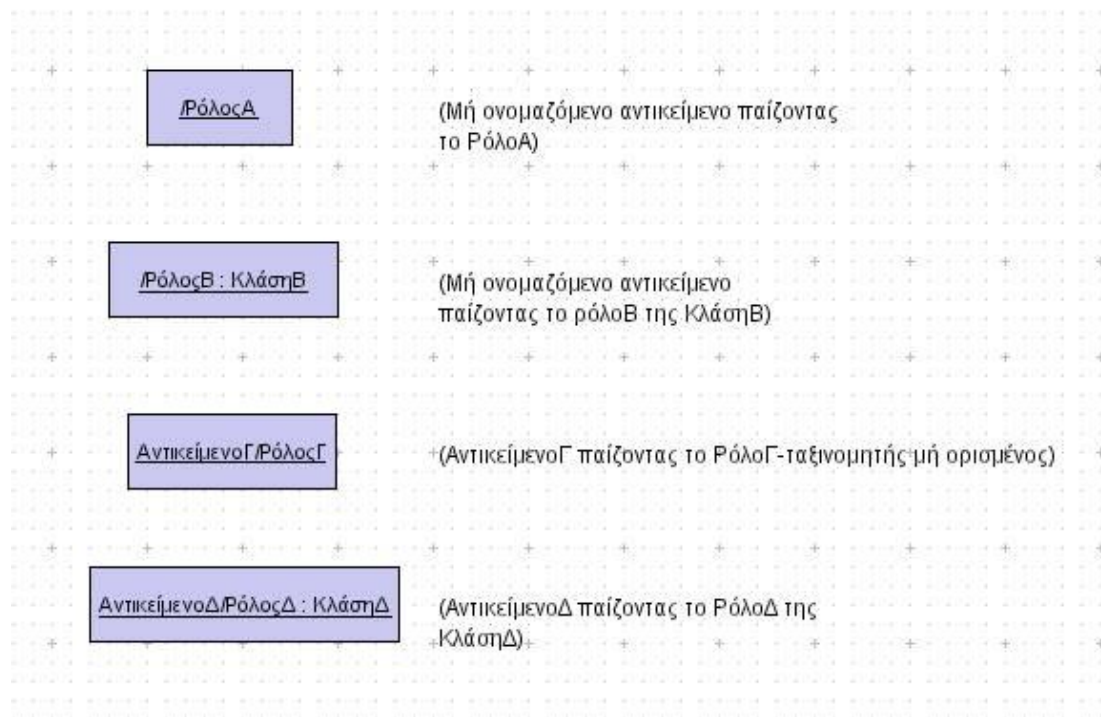 /ΡόλοςΑ
(Μή ονομαζόμενο αντικείμενο παίζοντας
το ΡόλοΑ)
/ΡόλοςΒ : ΚλάσηΒ
(Μή ονομαζόμενο αντικείμενο
παίζοντας το ρόλοΒ της ΚλάσηΒ)
ΑντικείμενοΓ/ΡόλοςΓ
(ΑντικείμενοΓ παίζοντας το ΡόλοΓ-ταξινομητής μή ορισμένος)
ΑντικείμενοΔ/ΡόλοςΔ : ΚλάσηΔ
(ΑντικείμενοΔ παίζοντας το ΡόλοΔ της
ΚλάσηΔ)